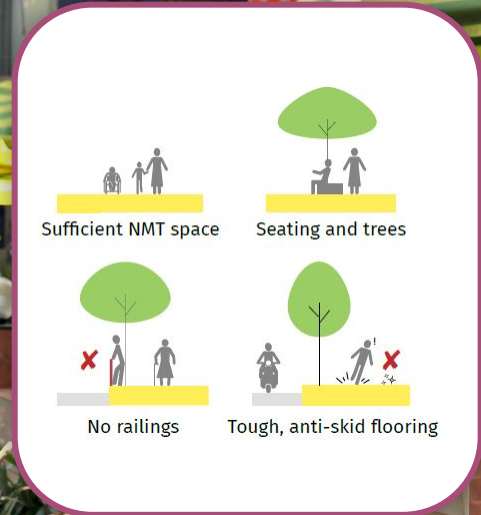 Sufficient NMT space
Seating and trees
No railings
Tough, anti-skid flooring